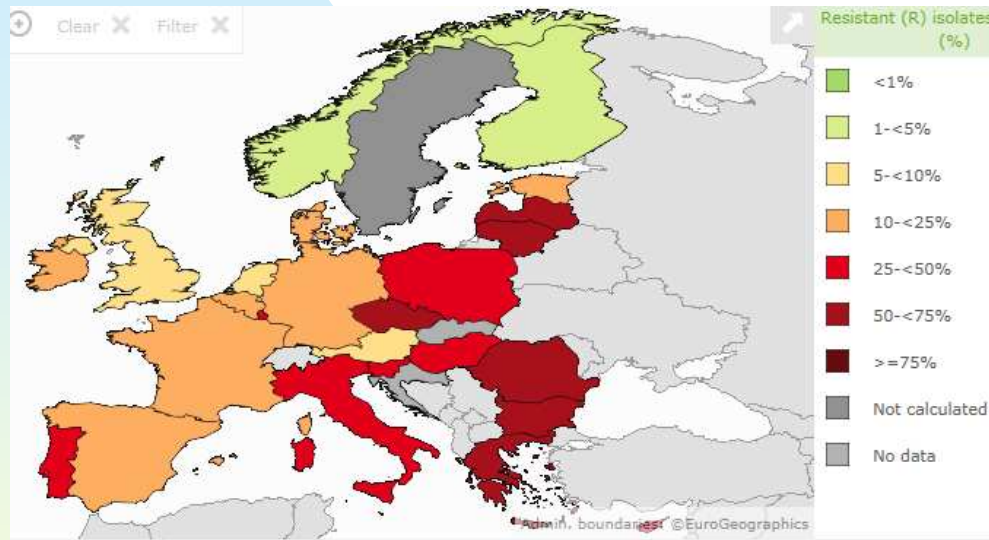 Clear Filter
Resistant (R) isolates
(%)
<1%
1-<5%
5-<10%
10-<25%
25-<50%
50-<75%
>=75%
Not calculated
No data
Admin. boundaries: ©EuroGeographics